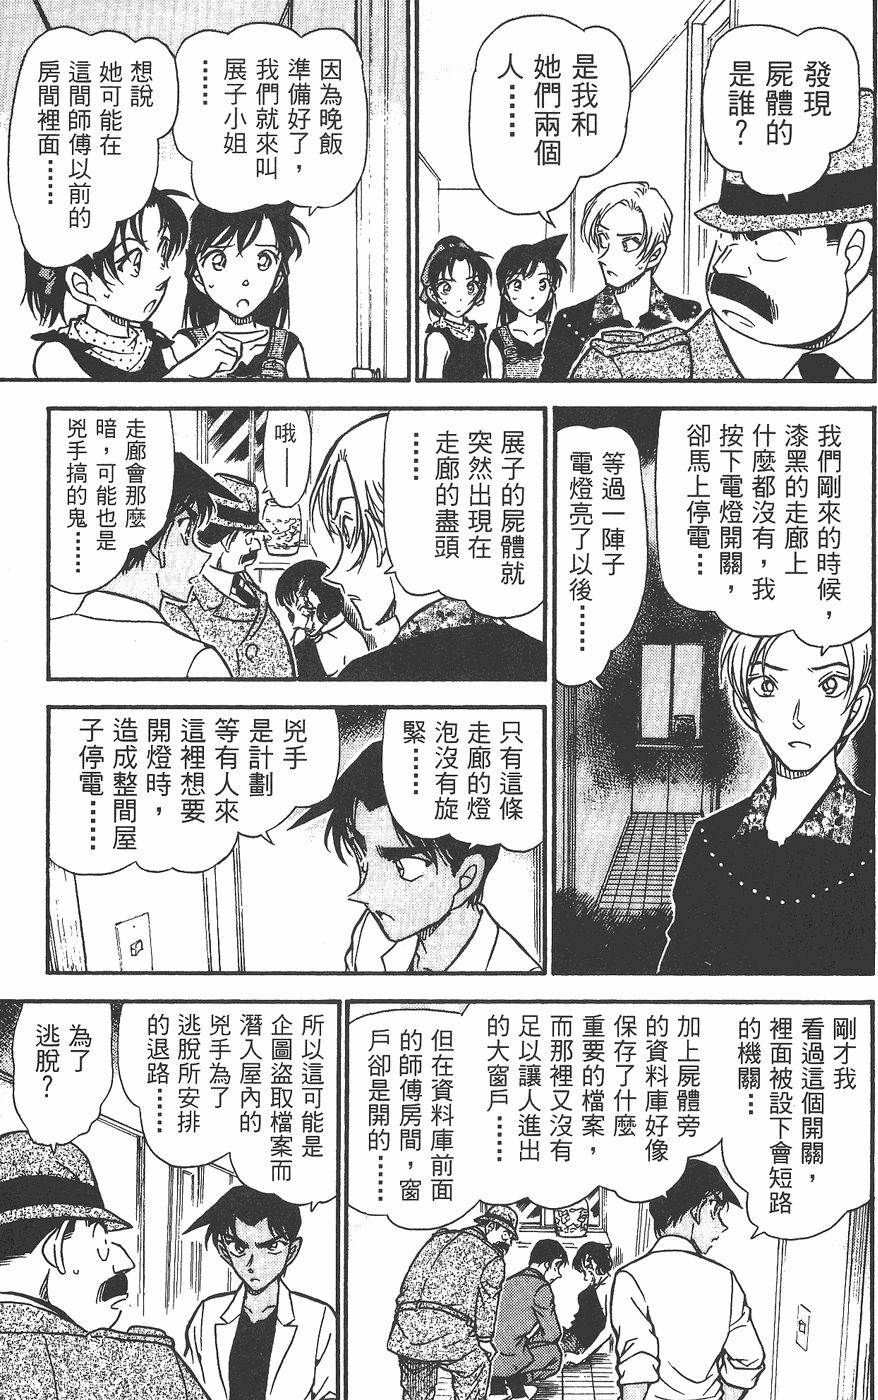 發現
屍體的
是誰?
是我和
她們兩個
人……
因為晚飯
準備好了，
我們就來叫
展子小姐
……
想說
她可能在
這間師傅以前的
房間裡面……
我們剛來的時候，
漆黑的走廊上
什麼都沒有，我
按下電燈開關，
卻馬上停電…
等過一陣子
電燈亮了以後……
展子的屍體就
突然出現在
走廊的盡頭
……
哦—
走廊會那麼
暗，可能也是
兇手搞的鬼……
只有這條
走廊的燈
泡沒有旋
緊……
兇手
是計劃
等有人來
這裡想要
開燈時，
造成整間屋
子停電……
剛才我
看過這個開關，
裡面被設下會短路
的機關…
加上屍體旁
的資料庫好像
保存了什麼
重要的檔案，
而那裡又沒有
足以讓人進出
的大窗戶……
但在資料庫前面
的師傅房間，窗
戶卻是開的……
所以這可能是
企圖盜取檔案而
潛入屋內的
兇手為了
逃脫所安排
的退路……
為了
逃脫?